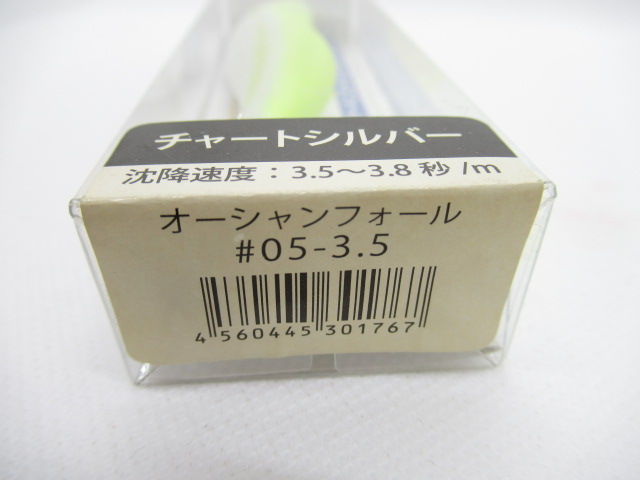 チャートシルバー
沈降速度：3.5～3.8秒/m
オーシャンフォール
#05-3.5
4 560445 301767